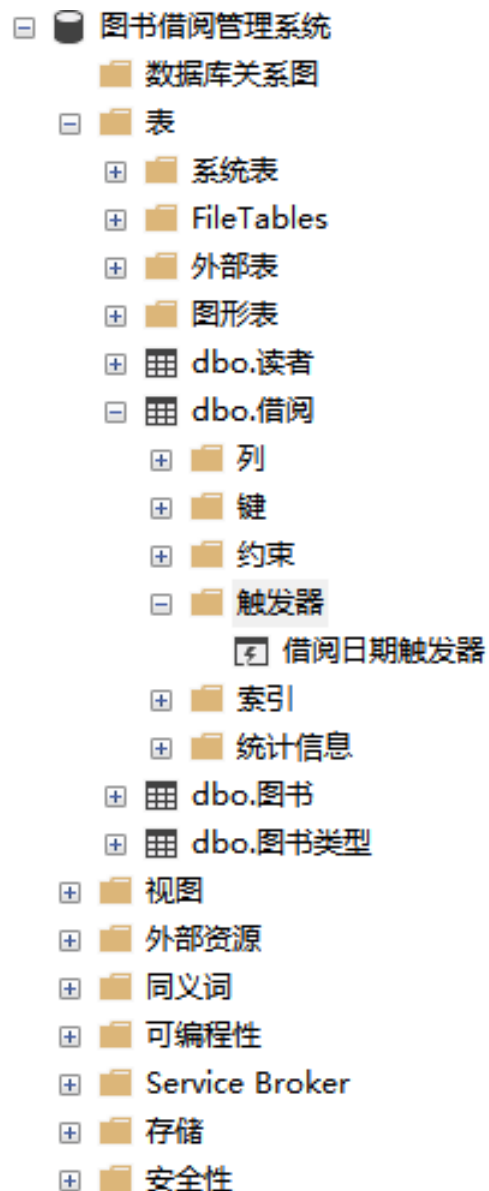 图书借阅管理系统
数据库关系图
表
系统表
FileTables
外部表
图形表
dbo.读者
dbo.借阅
列
键
约束
触发器
借阅日期触发器
索引
统计信息
dbo.图书
dbo.图书类型
视图
外部资源
同义词
可编程性
Service Broker
存储
安全性